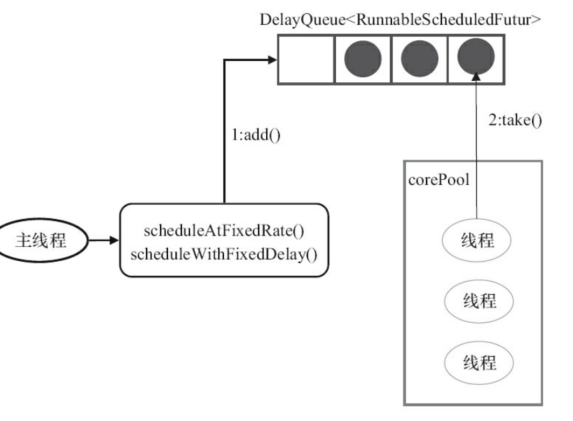 DelayQueue<RunnableScheduledFutur>
1:add()
2:take()
corePool
主线程
scheduleAtFixedRate()
scheduleWithFixedDelay()
线程
线程
线程